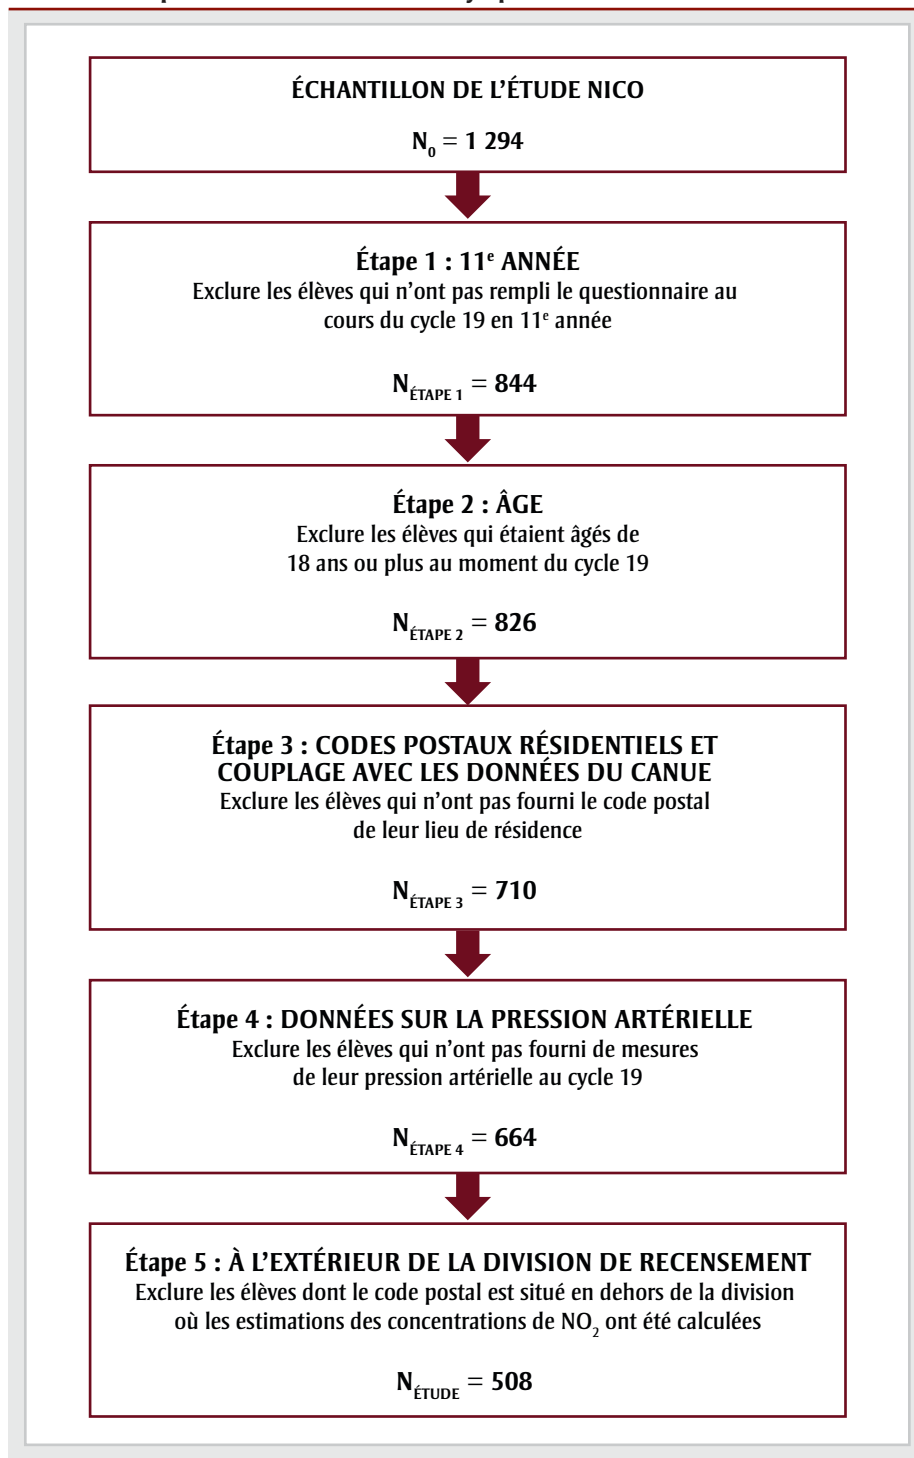 ÉCHANTILLON DE L'ÉTUDE NICO
N0 = 1 294
Étape 1 : 11e ANNÉE
Exclure les élèves qui n'ont pas rempli le questionnaire au
cours du cycle 19 en 11e année
NÉTAPE 1 = 844
Étape 2 : ÂGE
Exclure les élèves qui étaient âgés de
18 ans ou plus au moment du cycle 19
NÉTAPE 2 = 826
Étape 3 : CODES POSTAUX RÉSIDENTIELS ET
COUPLAGE AVEC LES DONNÉES DU CANUE
Exclure les élèves qui n'ont pas fourni le code postal
de leur lieu de résidence
NÉTAPE 3 = 710
Étape 4 : DONNÉES SUR LA PRESSION ARTÉRIELLE
Exclure les élèves qui n'ont pas fourni de mesures
de leur pression artérielle au cycle 19
NÉTAPE 4 = 664
Étape 5 : À L'EXTÉRIEUR DE LA DIVISION DE RECENSEMENT
Exclure les élèves dont le code postal est situé en dehors de la division
où les estimations des concentrations de NO2 ont été calculées
NÉTUDE = 508